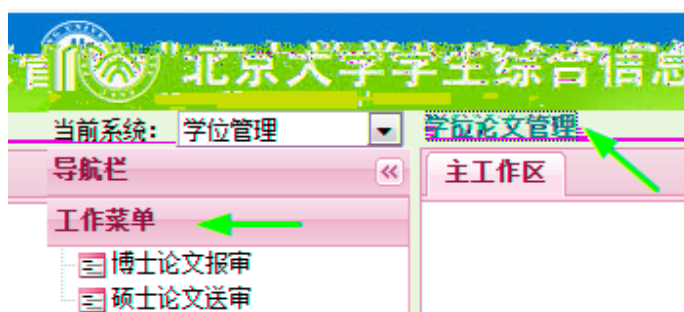 北京大学学生综合信息
当前系统： 学位管理 学位论文管理
导航栏 主工作区
工作菜单
博士论文报审
硕士论文送审